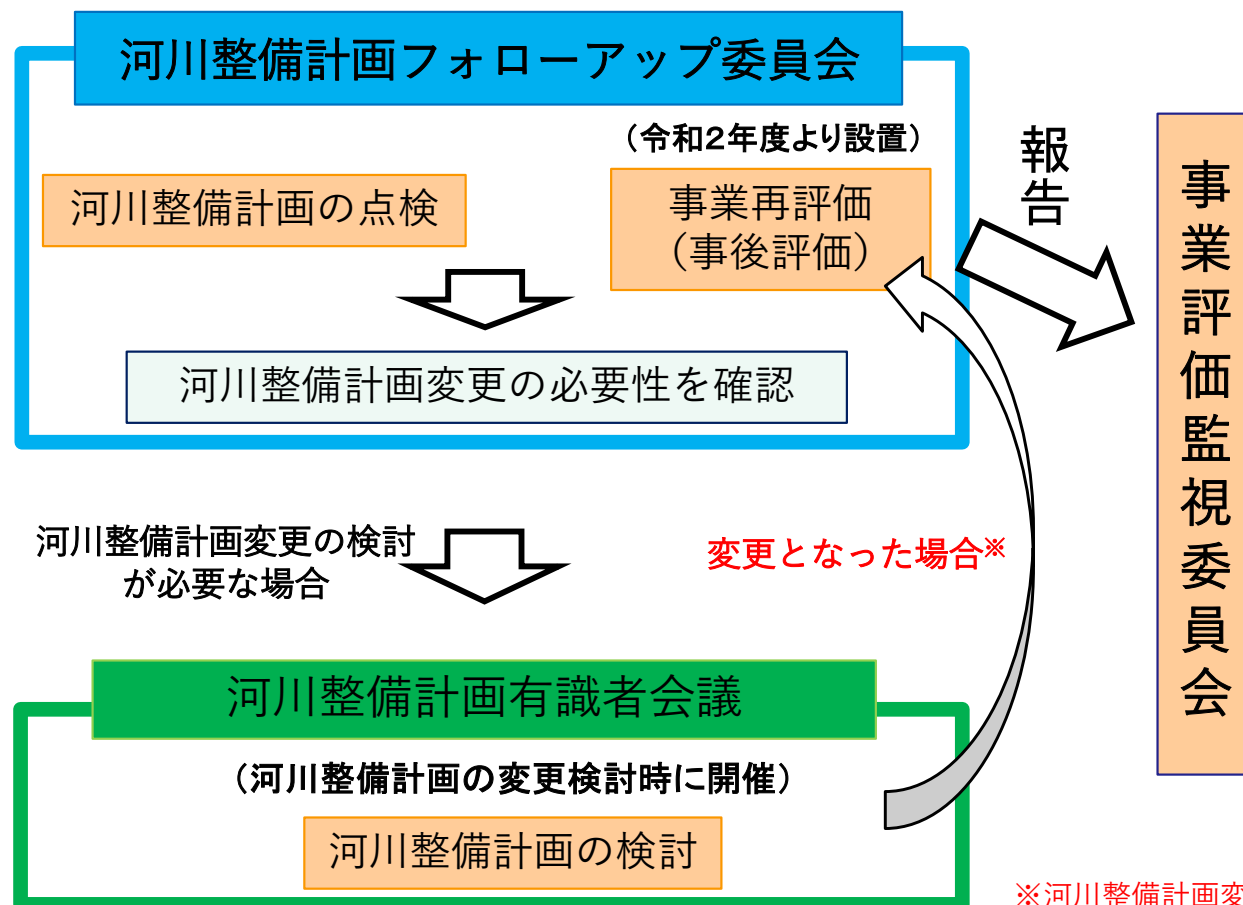 河川整備計画フォローアップ委員会
（令和2年度より設置）
河川整備計画の点検
事業再評価
（事後評価）
河川整備計画変更の必要性を確認
報告
事業評価監視委員会
河川整備計画変更の検討
が必要な場合
変更となった場合※
河川整備計画有識者会議
（河川整備計画の変更検討時に開催）
河川整備計画の検討
※河川整備計画変